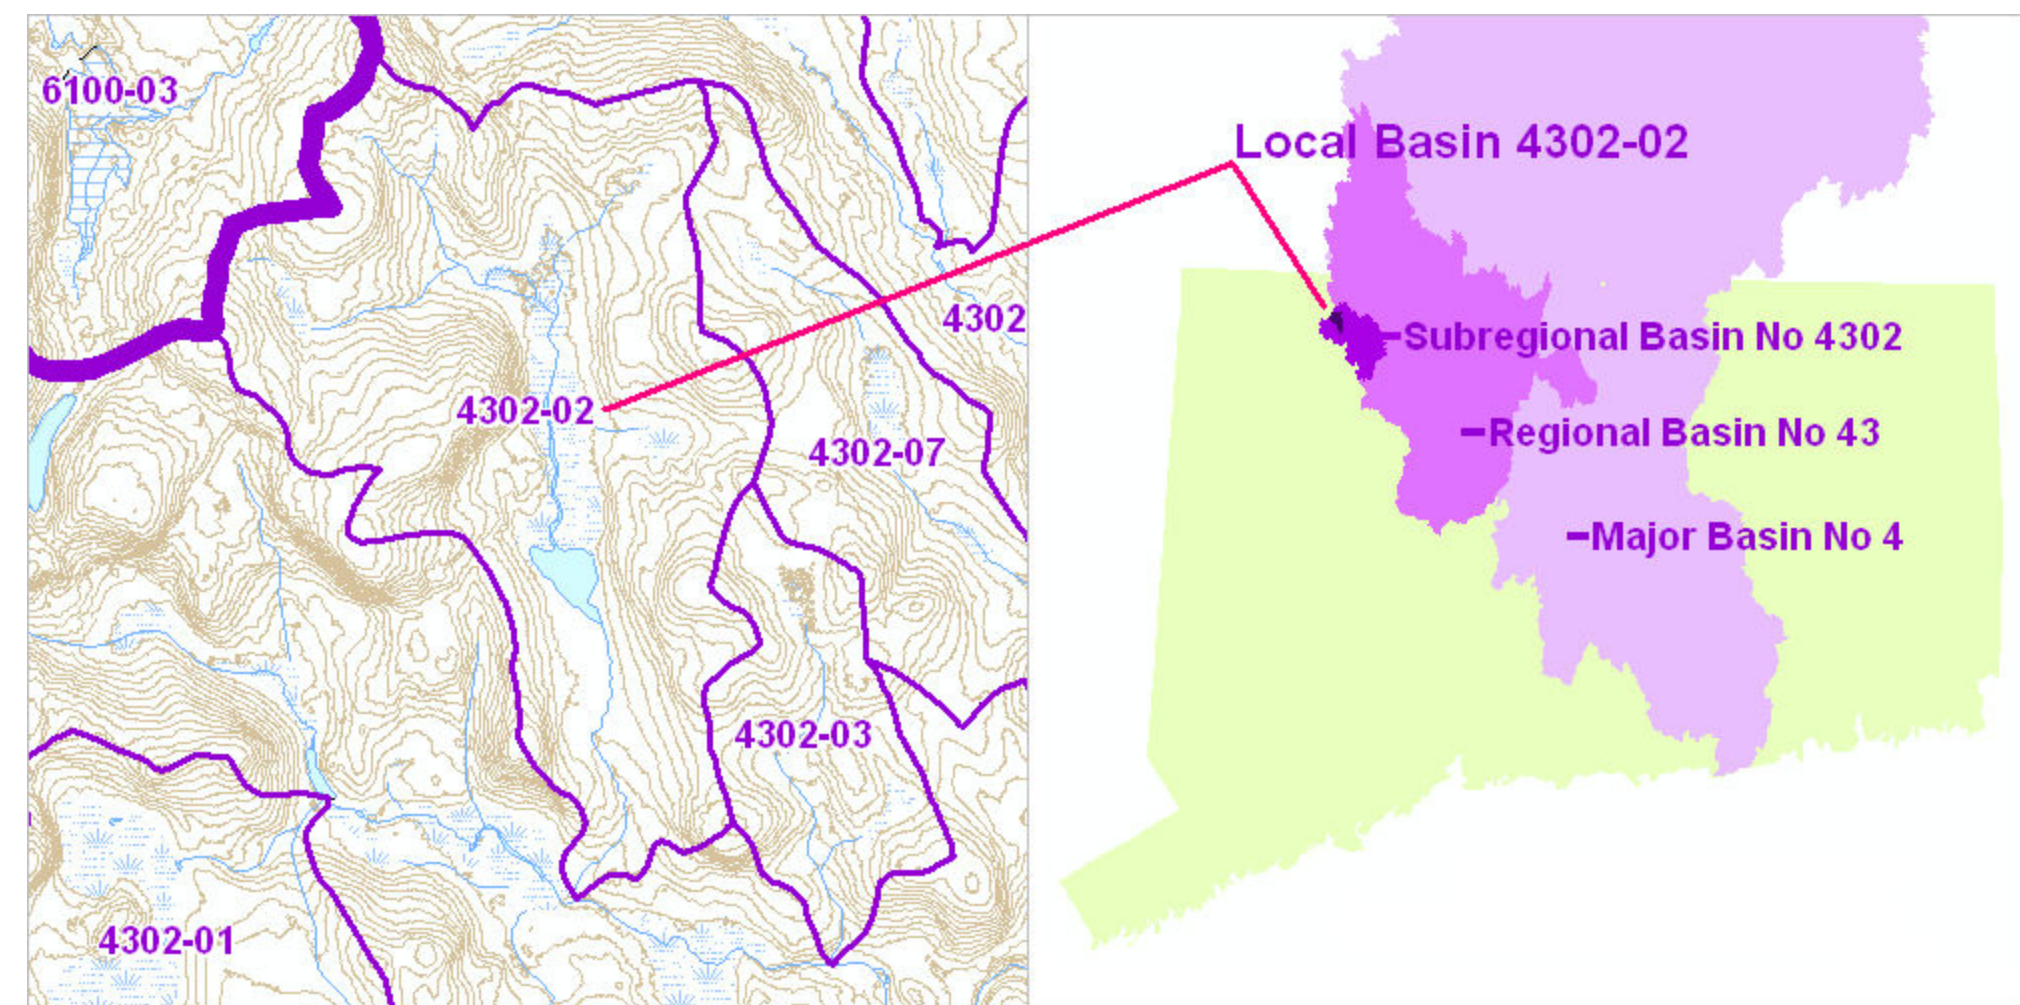 6100-03
4302
4302-02
4302-07
4302-03
4302-01
Local Basin 4302-02
Subregional Basin No 4302
Regional Basin No 43
Major Basin No 4